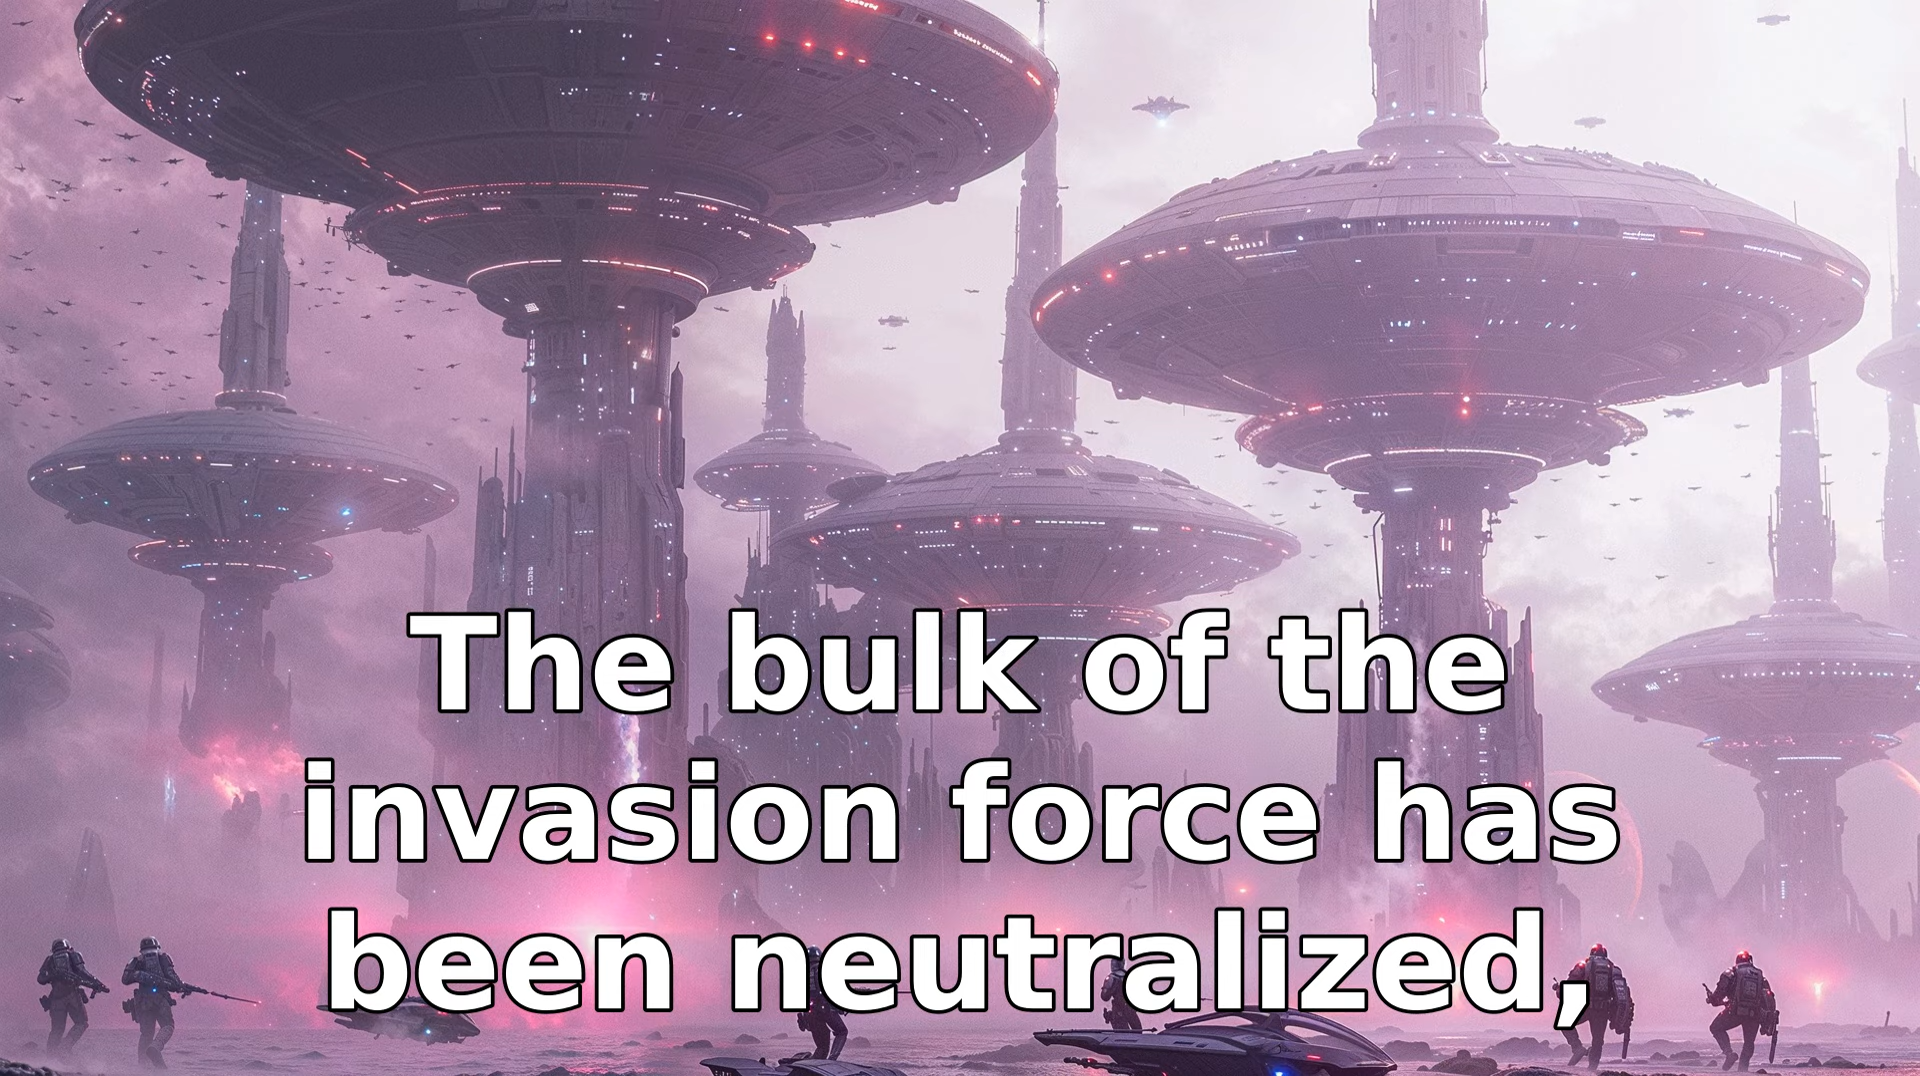 The bulk of the
invasion force has
been neutralized,